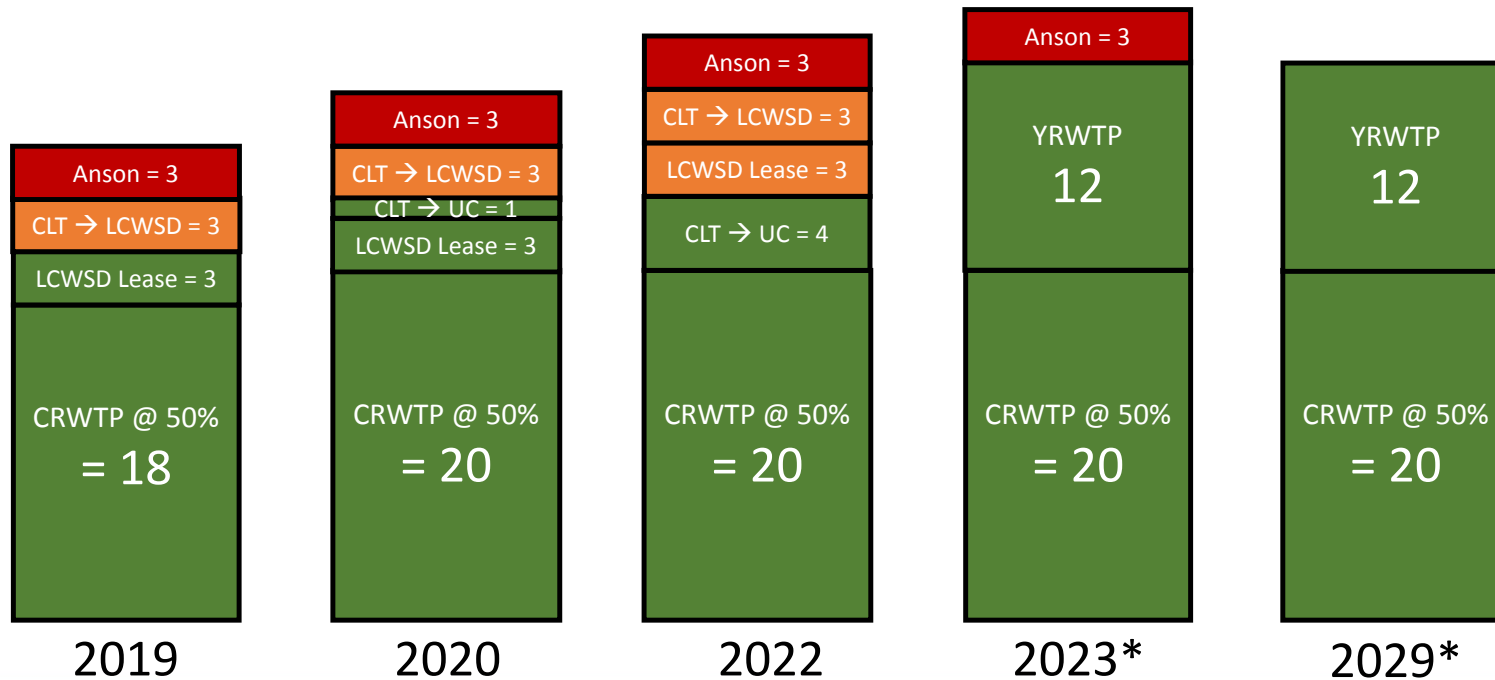 Anson = 3
CLT → LCWSD = 3
LCWSD Lease = 3
CRWTP @ 50%
= 18
2019
Anson = 3
CLT → LCWSD = 3
CLT → UC = 1
LCWSD Lease = 3
CRWTP @ 50%
= 20
2020
Anson = 3
CLT → LCWSD = 3
LCWSD Lease = 3
CLT → UC = 4
CRWTP @ 50%
= 20
2022
Anson = 3
YRWTP
12
CRWTP @ 50%
= 20
2023*
YRWTP
12
CRWTP @ 50%
= 20
2029*